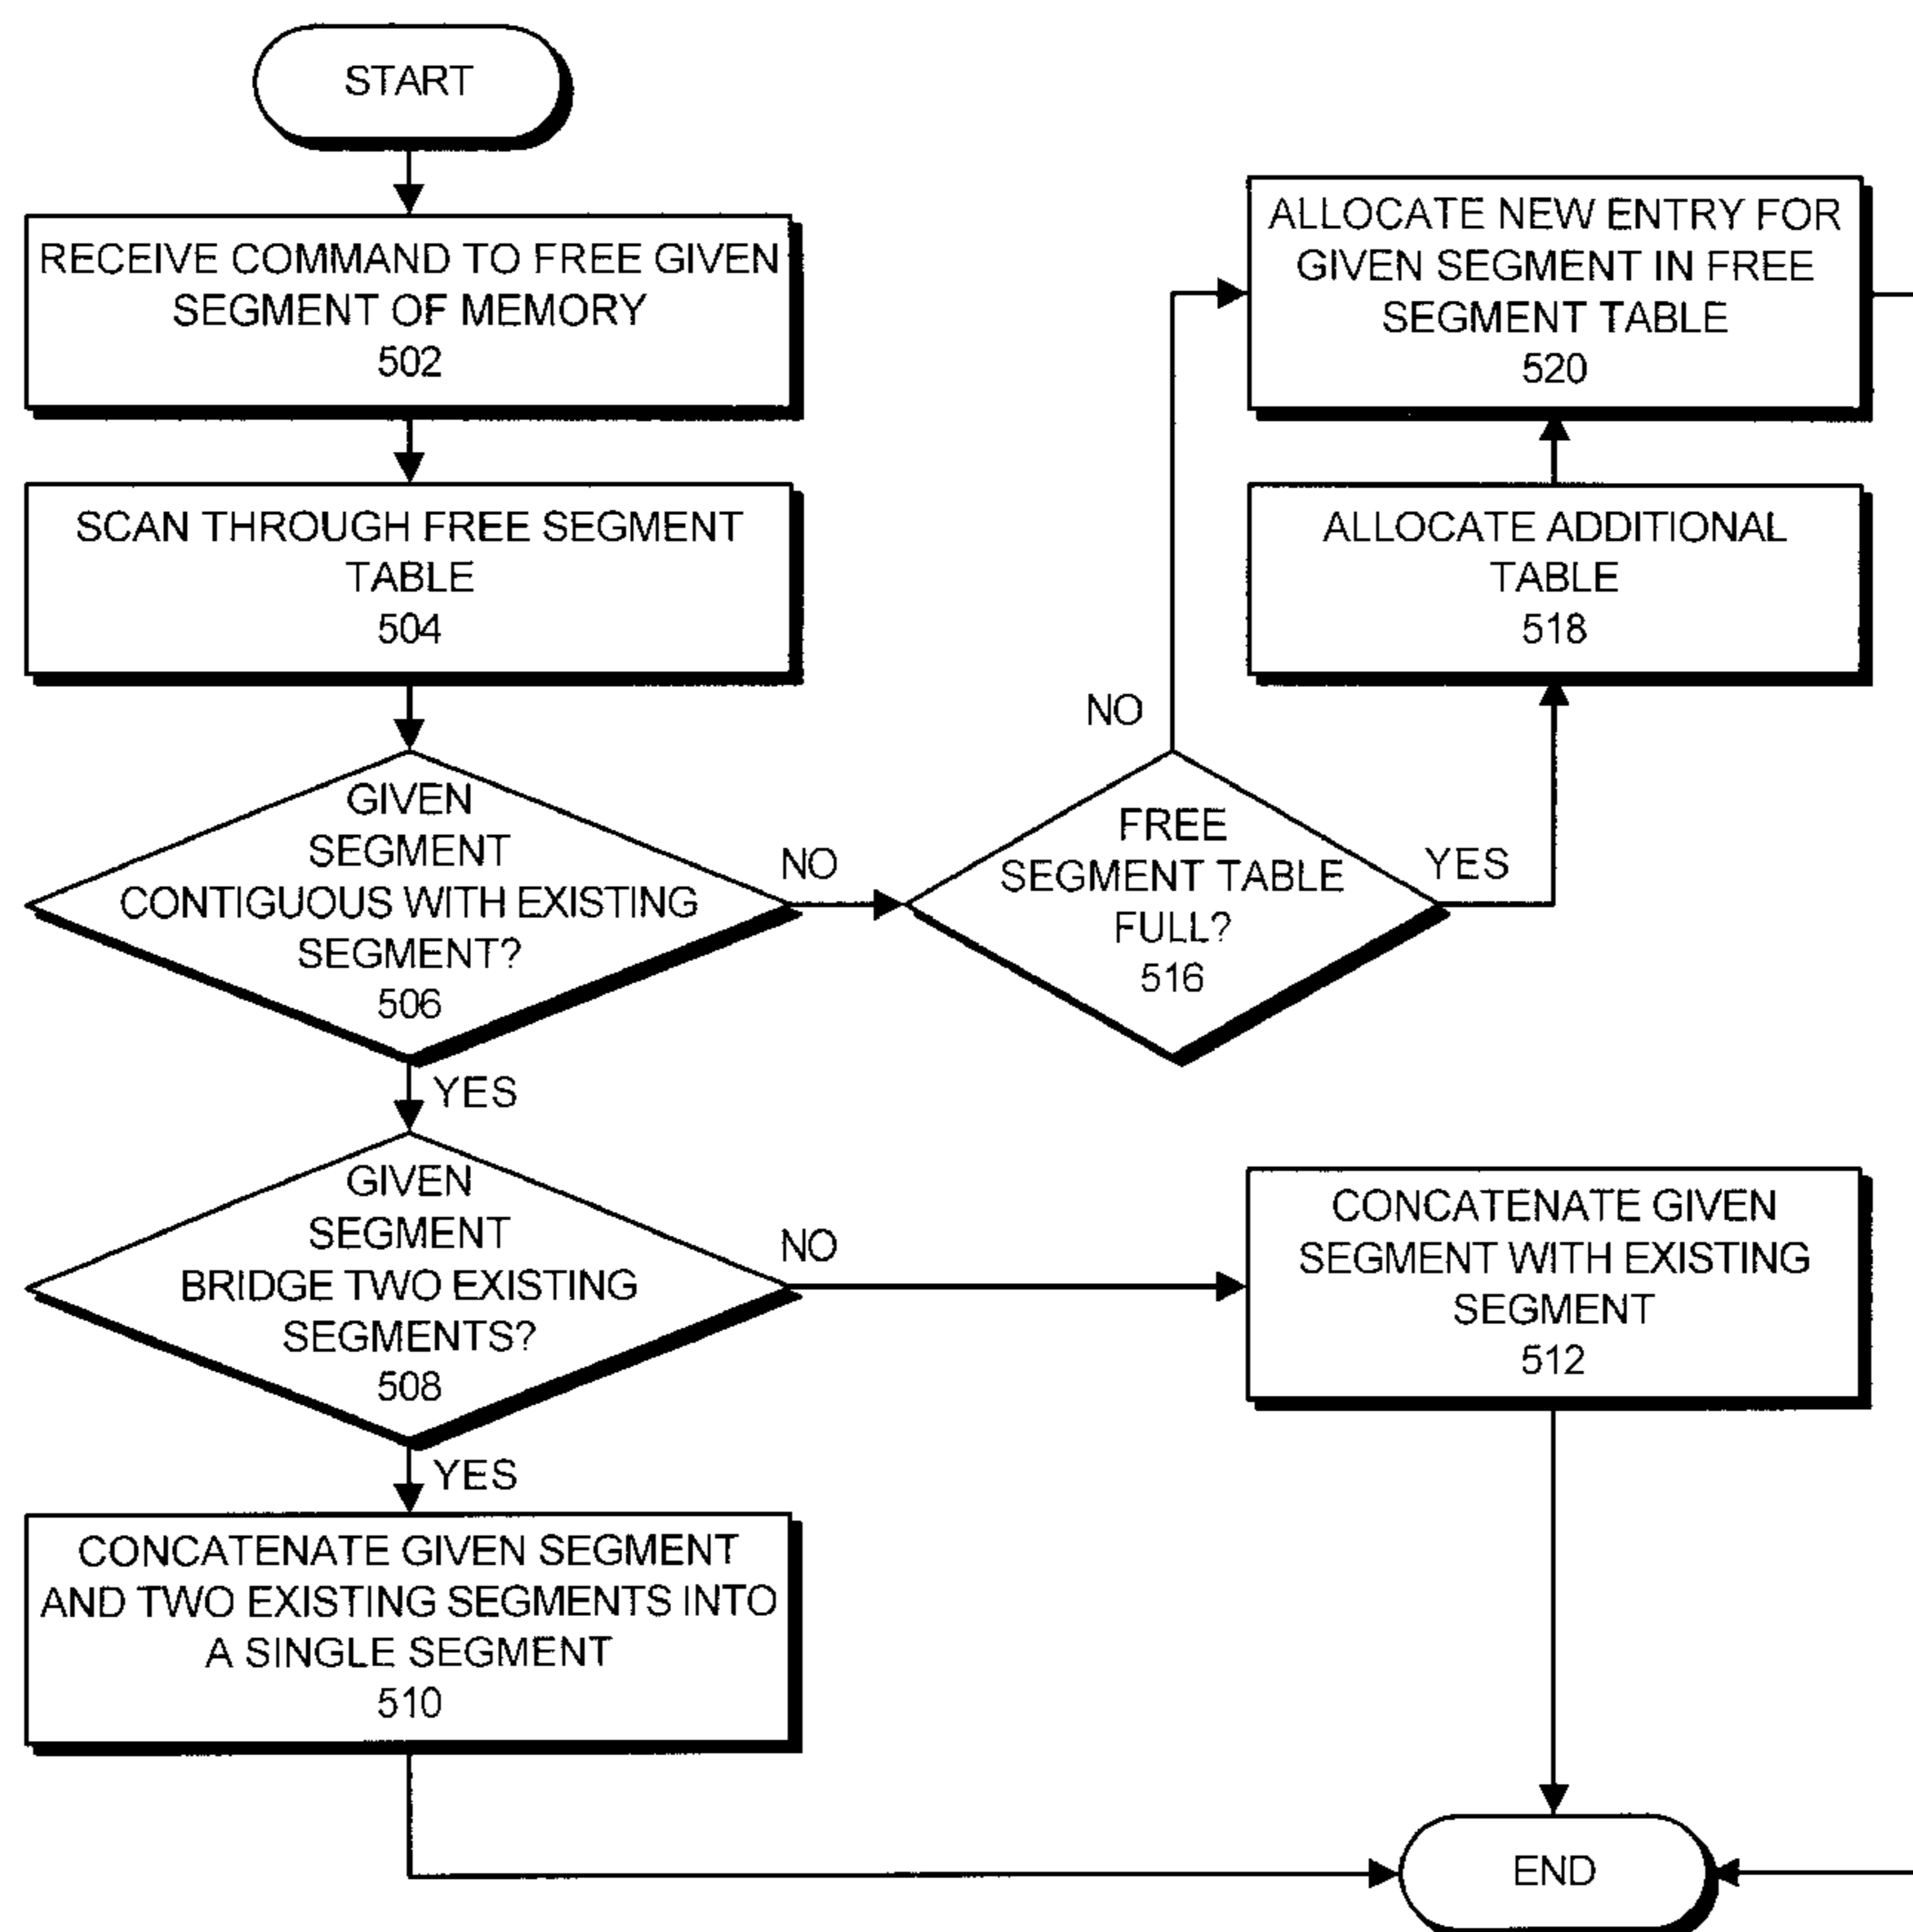 START
RECEIVE COMMAND TO FREE GIVEN
SEGMENT OF MEMORY
502
SCAN THROUGH FREE SEGMENT
TABLE
504
GIVEN
SEGMENT
CONTIGUOUS WITH EXISTING
SEGMENT?
506
NO
YES
GIVEN
SEGMENT
BRIDGE TWO EXISTING
SEGMENTS?
508
NO
YES
CONCATENATE GIVEN SEGMENT
AND TWO EXISTING SEGMENTS INTO
A SINGLE SEGMENT
510
FREE
SEGMENT TABLE
FULL?
516
NO
YES
ALLOCATE NEW ENTRY FOR
GIVEN SEGMENT IN FREE
SEGMENT TABLE
520
ALLOCATE ADDITIONAL
TABLE
518
CONCATENATE GIVEN
SEGMENT WITH EXISTING
SEGMENT
512
END